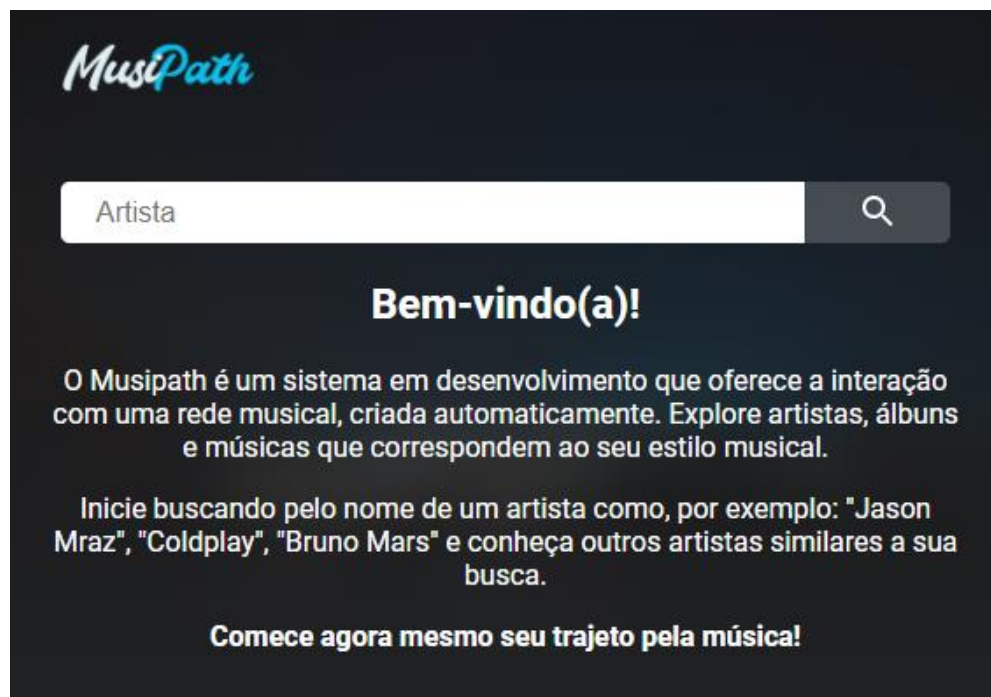 MusiPath
Artista
Bem-vindo(a)!
O Musipath é um sistema em desenvolvimento que oferece a interação
com uma rede musical, criada automaticamente. Explore artistas, álbuns
e músicas que correspondem ao seu estilo musical.
Inicie buscando pelo nome de um artista como, por exemplo: "Jason
Mraz", "Coldplay", "Bruno Mars" e conheça outros artistas similares a sua
busca.
Comece agora mesmo seu trajeto pela música!